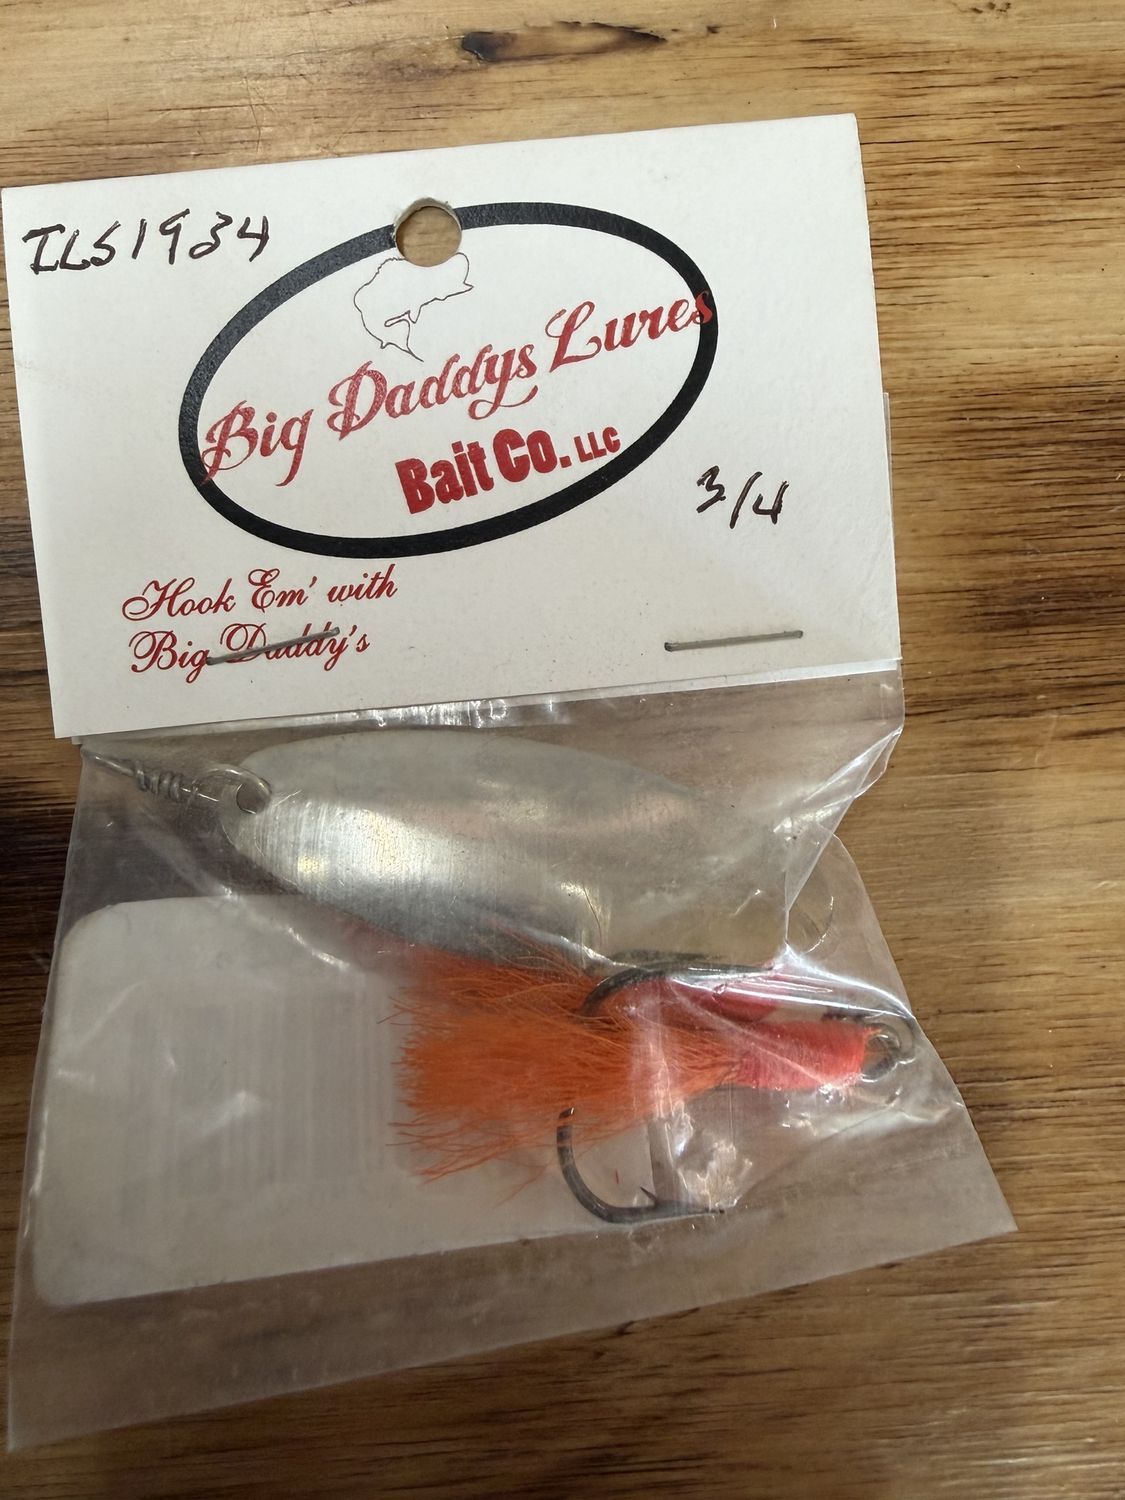 ILS1934
Big Daddys Lures
Bait Co. LLC
3/4
Hook Em' with
Big Daddy's